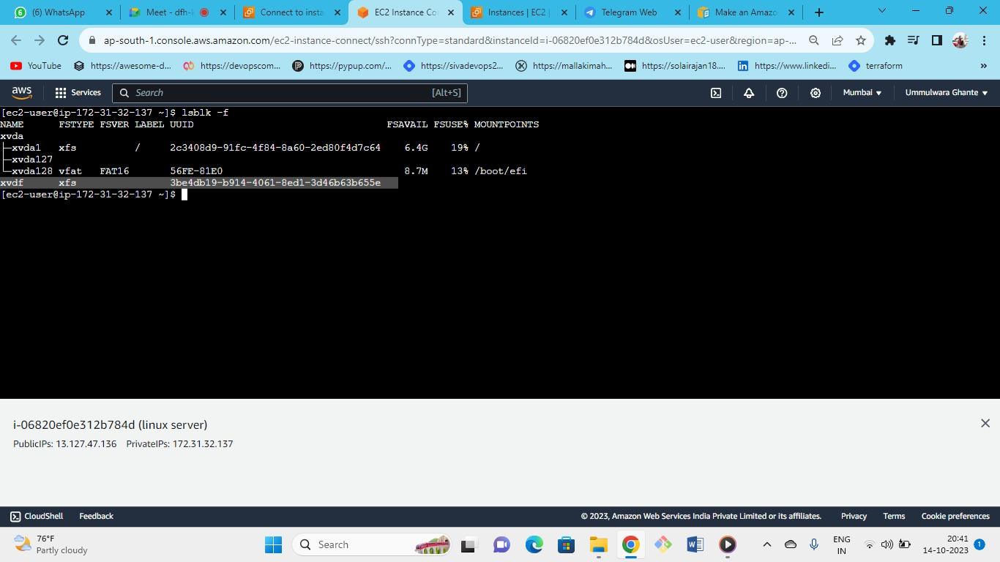 (6) WhatsApp
Meet - dfh-
Connect to insta
EC2 Instance Co
Instances | EC2 |
Telegram Web
Make an Amazo
ap-south-1.console.aws.amazon.com/ec2-instance-connect/ssh?connType=standard&instanceId=i-06820ef0e312b784d&osUser=ec2-user&region=ap-...
YouTube
https://awesome-d...
https://devopscom...
https://pypup.com/...
https://sivadevops2...
https://mallakimah...
https://solairajan18....
https://www.linkedi...
terraform
»
aws
Services
Search
[Alt+S]
Mumbai
Ummulwara Ghante
[ec2-user@ip-172-31-32-137 ~]$ lsblk -f
NAME FSTYPE FSVER LABEL UUID FSAVAIL FSUSE% MOUNTPOINTS
xvda
├─xvda1 xfs / 2c3408d9-91fc-4f84-8a60-2ed80f4d7c64 6.4G 19% /
├─xvda127
└─xvda128 vfat FAT16 56FE-81E0 8.7M 13% /boot/efi
xvdf xfs 3be4db19-b914-4061-8ed1-3d46b63b655e
[ec2-user@ip-172-31-32-137 ~]$
i-06820ef0e312b784d (linux server)
PublicIPs: 13.127.47.136 PrivateIPs: 172.31.32.137
CloudShell
Feedback
© 2023, Amazon Web Services India Private Limited or its affiliates.
Privacy
Terms
Cookie preferences
76°F
Partly cloudy
Search
ENG
IN
20:41
14-10-2023
1